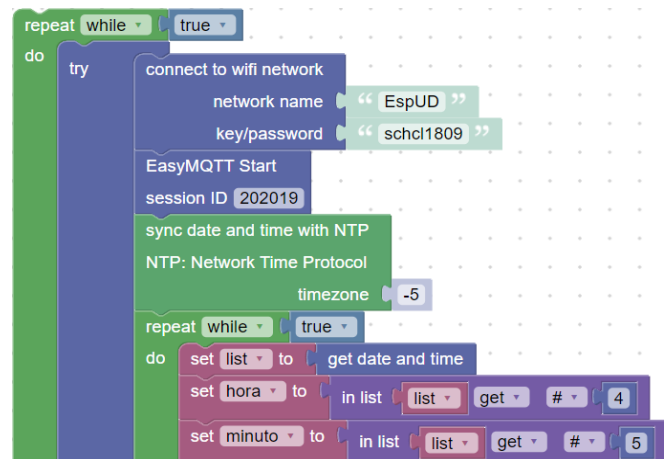 repeat while true
do try connect to wifi network
network name “ EspUD ”
key/password “ schcl1809 ”
EasyMQTT Start
session ID 202019
sync date and time with NTP
NTP: Network Time Protocol
timezone -5
repeat while true
do set list to get date and time
set hora to in list list get # 4
set minuto to in list list get # 5